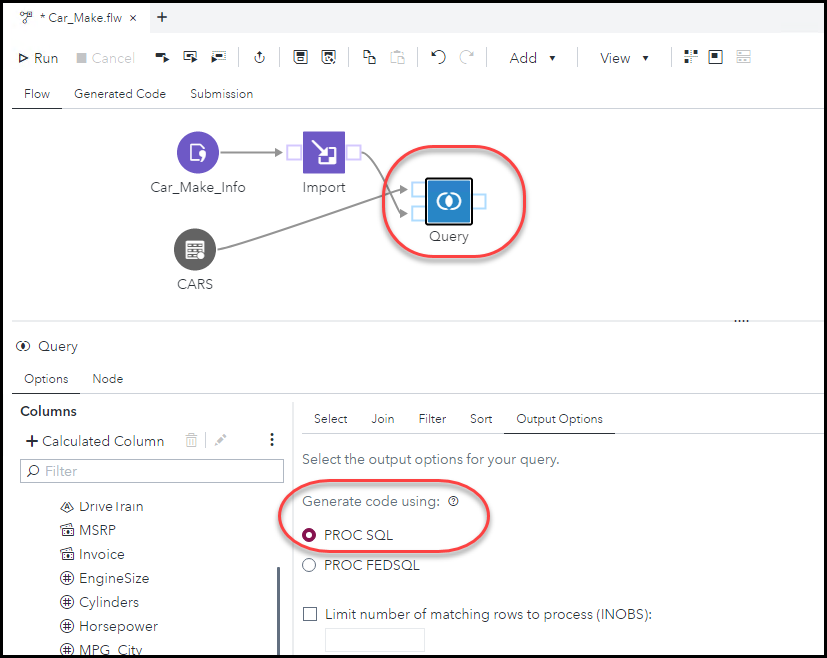 * Car_Make.flw × +
Run Cancel Add View
Flow Generated Code Submission
Car_Make_Info
Import
Query
CARS
Query
Options Node
Columns
+ Calculated Column
Filter
DriveTrain
MSRP
Invoice
EngineSize
Cylinders
Horsepower
MPG_City
Select Join Filter Sort Output Options
Select the output options for your query.
Generate code using:
PROC SQL
PROC FEDSQL
Limit number of matching rows to process (INOBS):